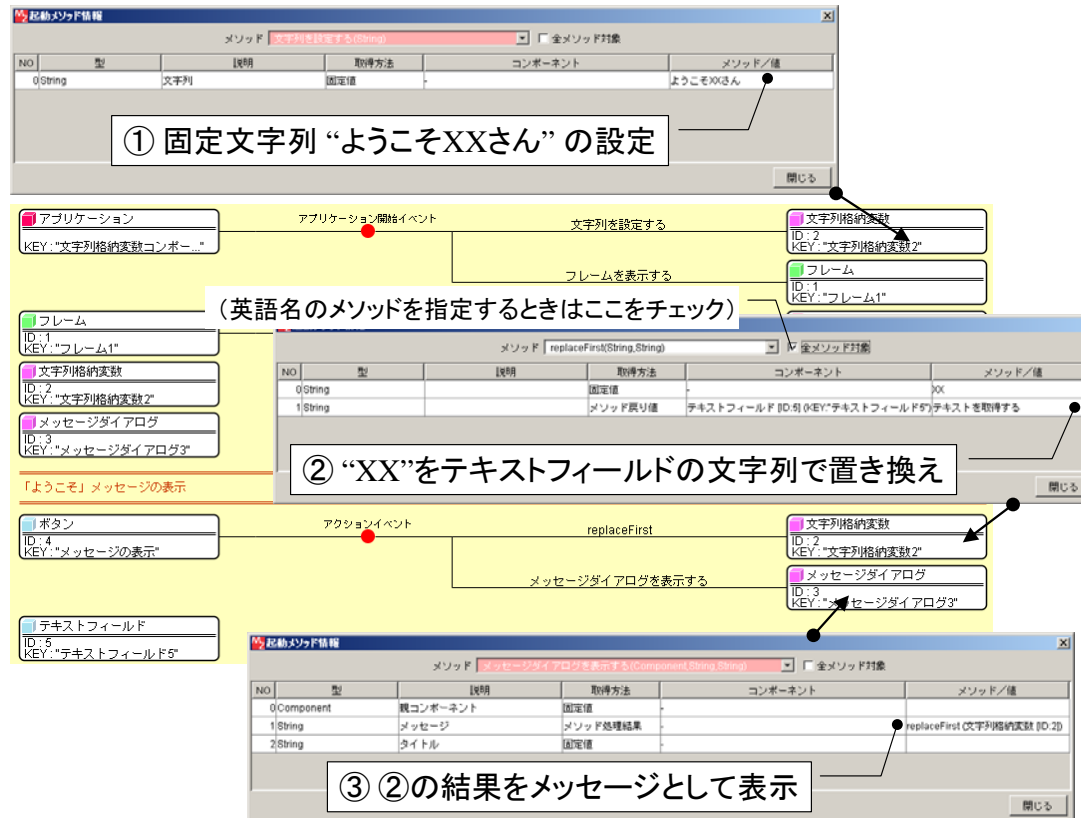 起動メソッド情報
メソッド 文字列を設定する(String) 全メソッド対象
NO 型 説明 取得方法 コンポーネント メソッド/値
0 String 文字列 固定値 - ようこそXXさん
① 固定文字列 “ようこそXXさん” の設定
閉じる
アプリケーション
KEY:"文字列格納変数コンポー..."
アプリケーション開始イベント
文字列を設定する
文字列格納変数
ID:2
KEY:"文字列格納変数2"
フレームを表示する
フレーム
ID:1
KEY:"フレーム1"
(英語名のメソッドを指定するときはここをチェック)
フレーム
ID:1
KEY:"フレーム1"
文字列格納変数
ID:2
KEY:"文字列格納変数2"
メッセージダイアログ
ID:3
KEY:"メッセージダイアログ3"
メソッド replaceFirst(String,String) 全メソッド対象
NO 型 説明 取得方法 コンポーネント メソッド/値
0 String 固定値 - XX
1 String メソッド戻り値 テキストフィールド [ID:5] (KEY:"テキストフィールド5") テキストを取得する
② “XX”をテキストフィールドの文字列で置き換え
閉じる
「ようこそ」メッセージの表示
ボタン
ID:4
KEY:"メッセージの表示"
アクションイベント
replaceFirst
文字列格納変数
ID:2
KEY:"文字列格納変数2"
メッセージダイアログを表示する
メッセージダイアログ
ID:3
KEY:"メッセージダイアログ3"
テキストフィールド
ID:5
KEY:"テキストフィールド5"
起動メソッド情報
メソッド メッセージダイアログを表示する(Component,String,String) 全メソッド対象
NO 型 説明 取得方法 コンポーネント メソッド/値
0 Component 親コンポーネント 固定値 -
1 String メッセージ メソッド処理結果 - replaceFirst (文字列格納変数 [ID:2])
2 String タイトル 固定値 -
③ ②の結果をメッセージとして表示
閉じる